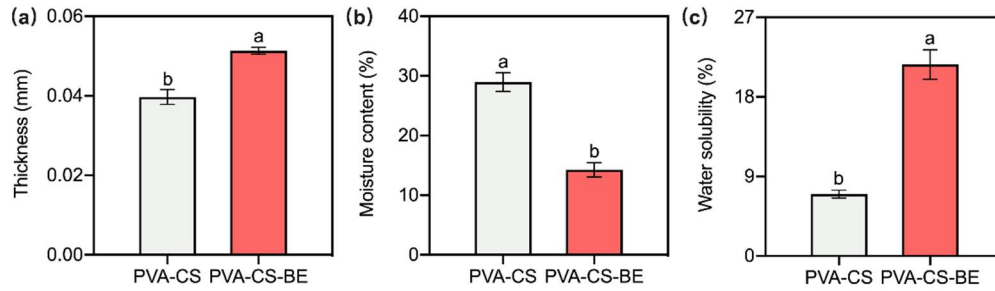 (a)
Thickness (mm)
0.06
0.04
0.02
0.00
b
a
PVA-CS PVA-CS-BE
(b)
Moisture content (%)
40
30
20
10
0
a
b
PVA-CS PVA-CS-BE
(c)
Water solubility (%)
27
18
9
0
b
a
PVA-CS PVA-CS-BE